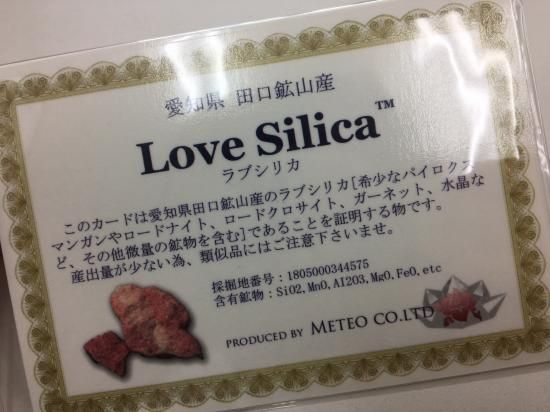 愛知県 田口鉱山産
Love Silica™
ラブシリカ
このカードは愛知県田口鉱山産のラブシリカ[希少なパイロクス
マンガンやロードナイト、ロードクロサイト、ガーネット、水晶な
ど、その他微量の鉱物を含む]であることを証明する物です。
産出量が少ない為、類似品にはご注意下さいませ。
採掘地番号：1805000344575
含有鉱物：SiO2,MnO,AI2O3,MgO,FeO,etc
PRODUCED BY METEO CO.LTD